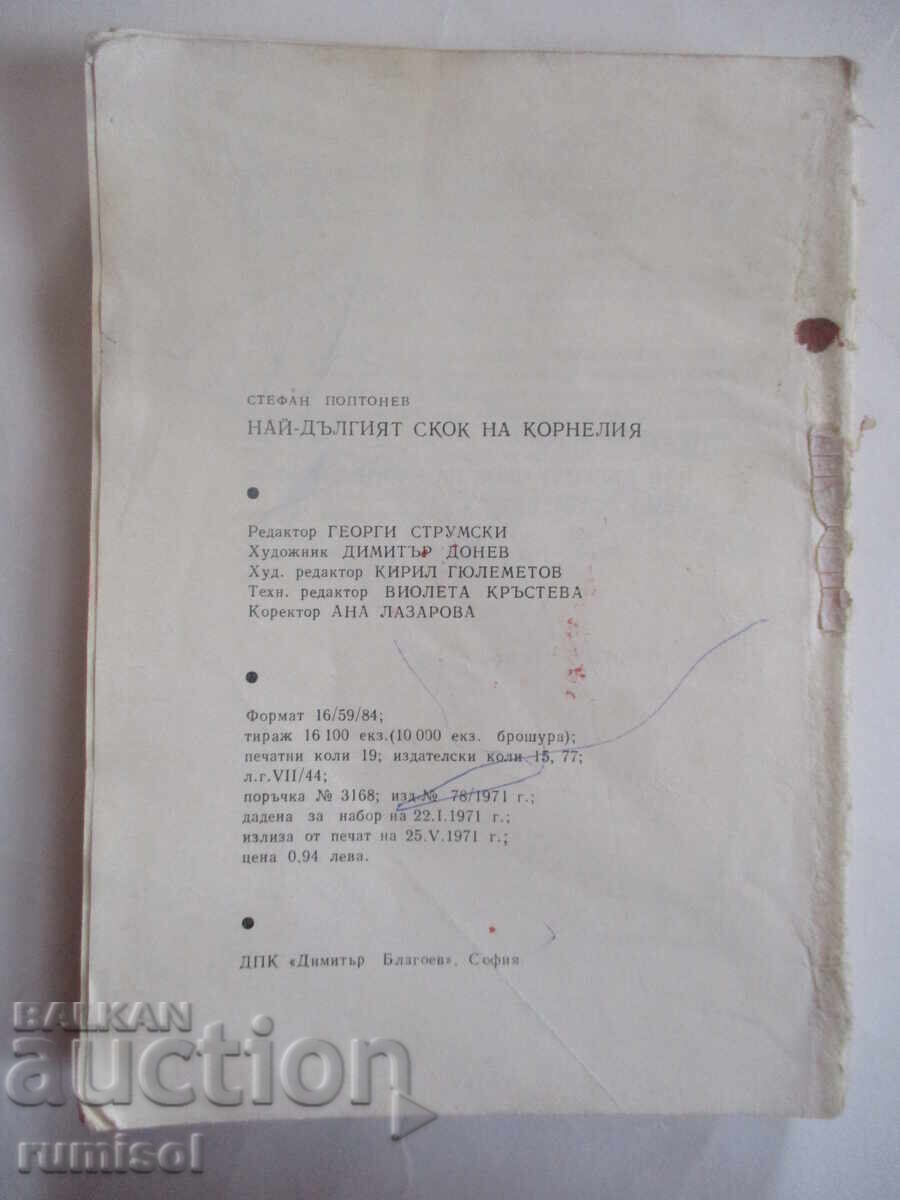 СТЕФАН ПОПТОНЕВ
НАЙ-ДЪЛГИЯТ СКОК НА КОРНЕЛИЯ
Редактор ГЕОРГИ СТРУМСКИ
Художник ДИМИТЪР ДОНЕВ
Худ. редактор КИРИЛ ГЮЛЕМЕТОВ
Техн. редактор ВИОЛЕТА КРЪСТЕВА
Коректор АНА ЛАЗАРОВА
Формат 16/59/84;
тираж 16 100 екз.(10 000 екз. брошура);
печатни коли 19; издателски коли 15,77;
л.г.VII/44;
поръчка № 3168; изд.№ 78/1971 г.;
дадена за набор на 22.I.1971 г.;
излиза от печат на 25.V.1971 г.;
цена 0,94 лева.
ДПК «Димитър Благоев», София
BALKAN
auction
rumisol